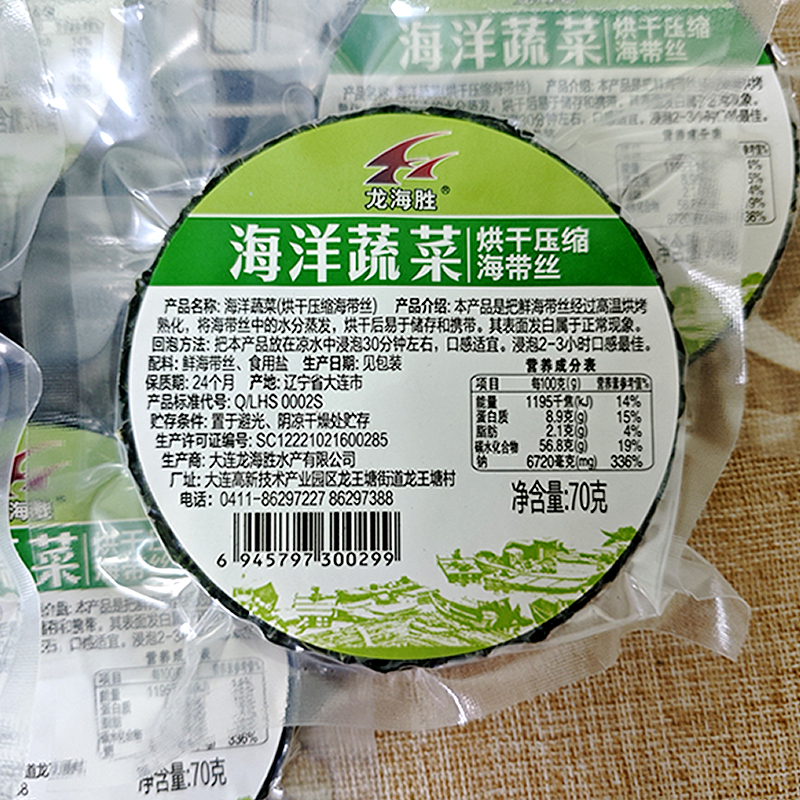 海洋蔬菜 烘干压缩
海带丝
龙海胜®
海洋蔬菜 烘干压缩
海带丝
产品名称: 海洋蔬菜(烘干压缩海带丝) 产品介绍: 本产品是把鲜海带丝经过高温烘烤
熟化，将海带丝中的水分蒸发，烘干后易于储存和携带。其表面发白属于正常现象。
回泡方法: 把本产品放在凉水中浸泡30分钟左右，口感适宜。浸泡2-3小时口感最佳。
配料: 鲜海带丝、食用盐 生产日期: 见包装
保质期: 24个月 产地: 辽宁省大连市
产品标准代号: Q/LHS 0002S
贮存条件: 置于避光、阴凉干燥处贮存
生产许可证编号: SC12221021600285
生产商: 大连龙海胜水产有限公司
厂址: 大连高新技术产业园区龙王塘街道龙王塘村
电话: 0411-86297227 86297388
营养成分表
项目 每100克(g) 营养素参考值%
能量 1195千焦(kJ) 14%
蛋白质 8.9克(g) 15%
脂肪 2.1克(g) 4%
碳水化合物 56.8克(g) 19%
钠 6720毫克(mg) 336%
净含量:70克
6 945797 300299
海胜
菜 烘干
营养成
336%
净含量:70克